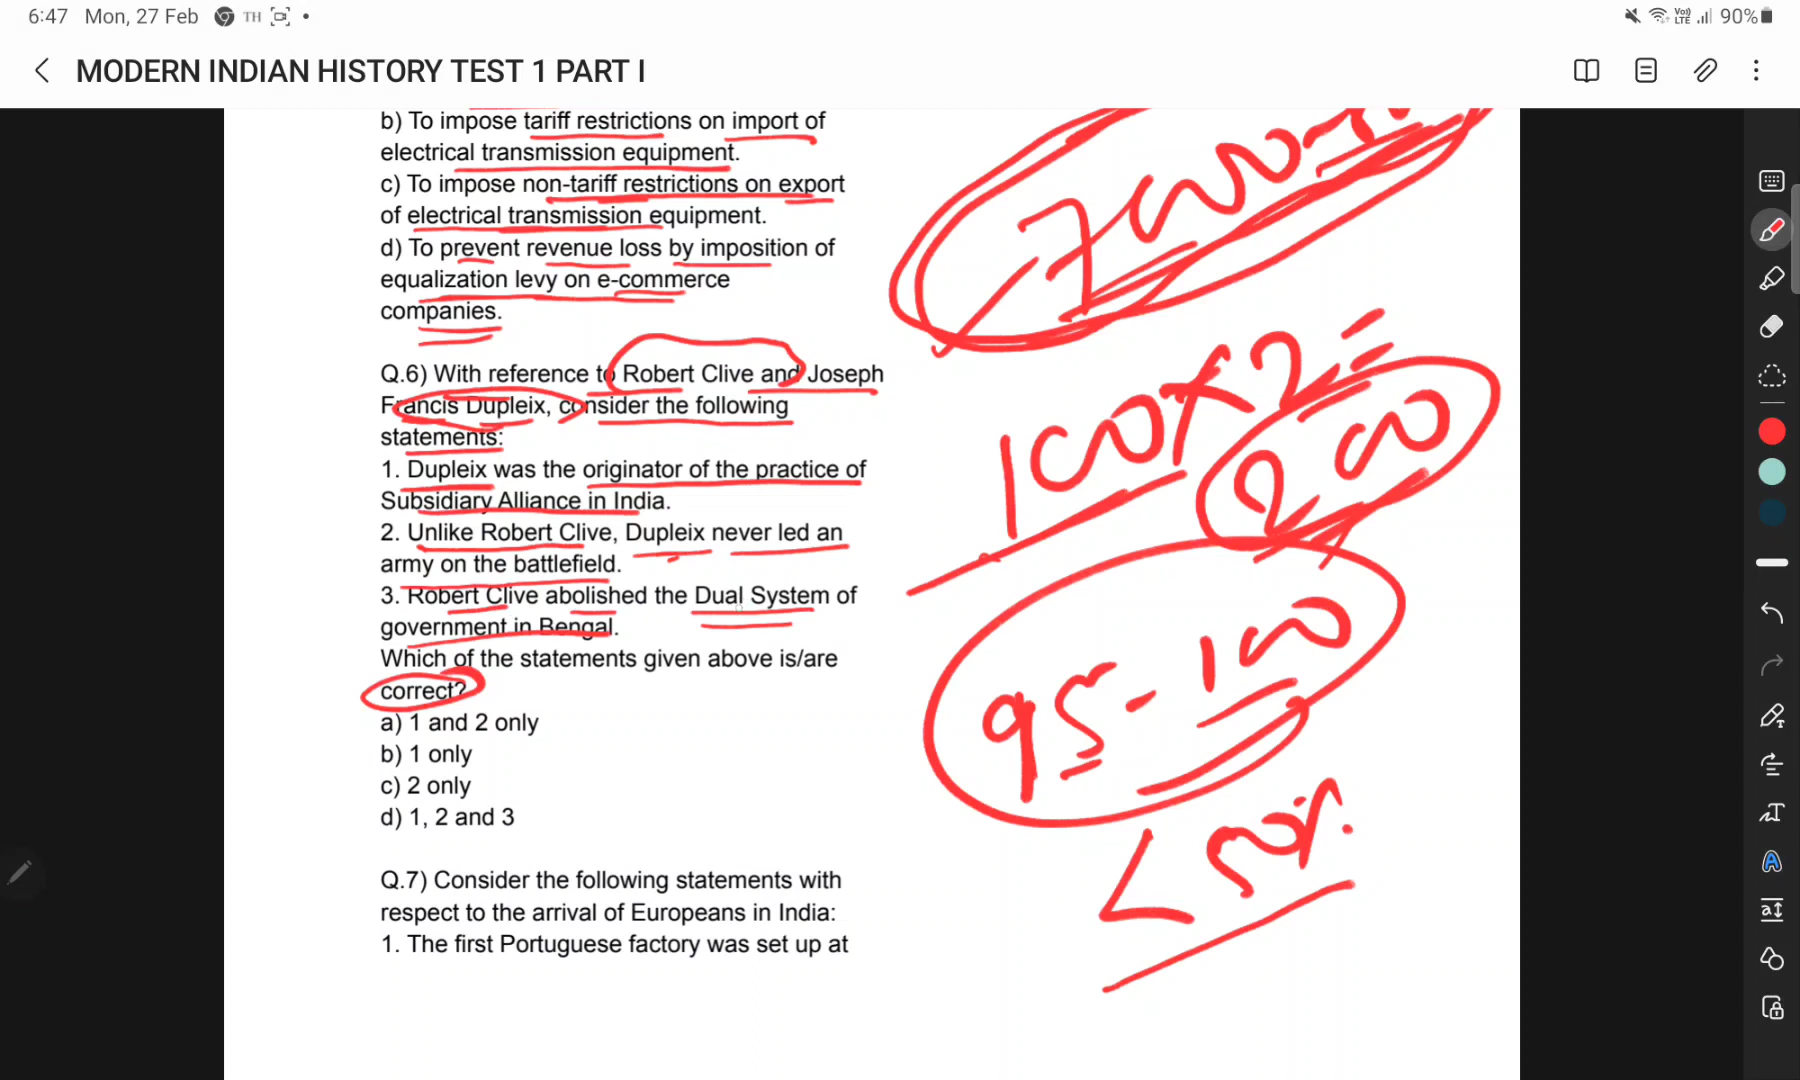 6:47 Mon, 27 Feb TH
90%
MODERN INDIAN HISTORY TEST 1 PART I
b) To impose tariff restrictions on import of
electrical transmission equipment.
c) To impose non-tariff restrictions on export
of electrical transmission equipment.
d) To prevent revenue loss by imposition of
equalization levy on e-commerce
companies.
Q.6) With reference to Robert Clive and Joseph
Francis Dupleix, consider the following
statements:
1. Dupleix was the originator of the practice of
Subsidiary Alliance in India.
2. Unlike Robert Clive, Dupleix never led an
army on the battlefield.
3. Robert Clive abolished the Dual System of
government in Bengal.
Which of the statements given above is/are
correct?
a) 1 and 2 only
b) 1 only
c) 2 only
d) 1, 2 and 3
Q.7) Consider the following statements with
respect to the arrival of Europeans in India:
1. The first Portuguese factory was set up at
100 × 2 =
200
95 - 100